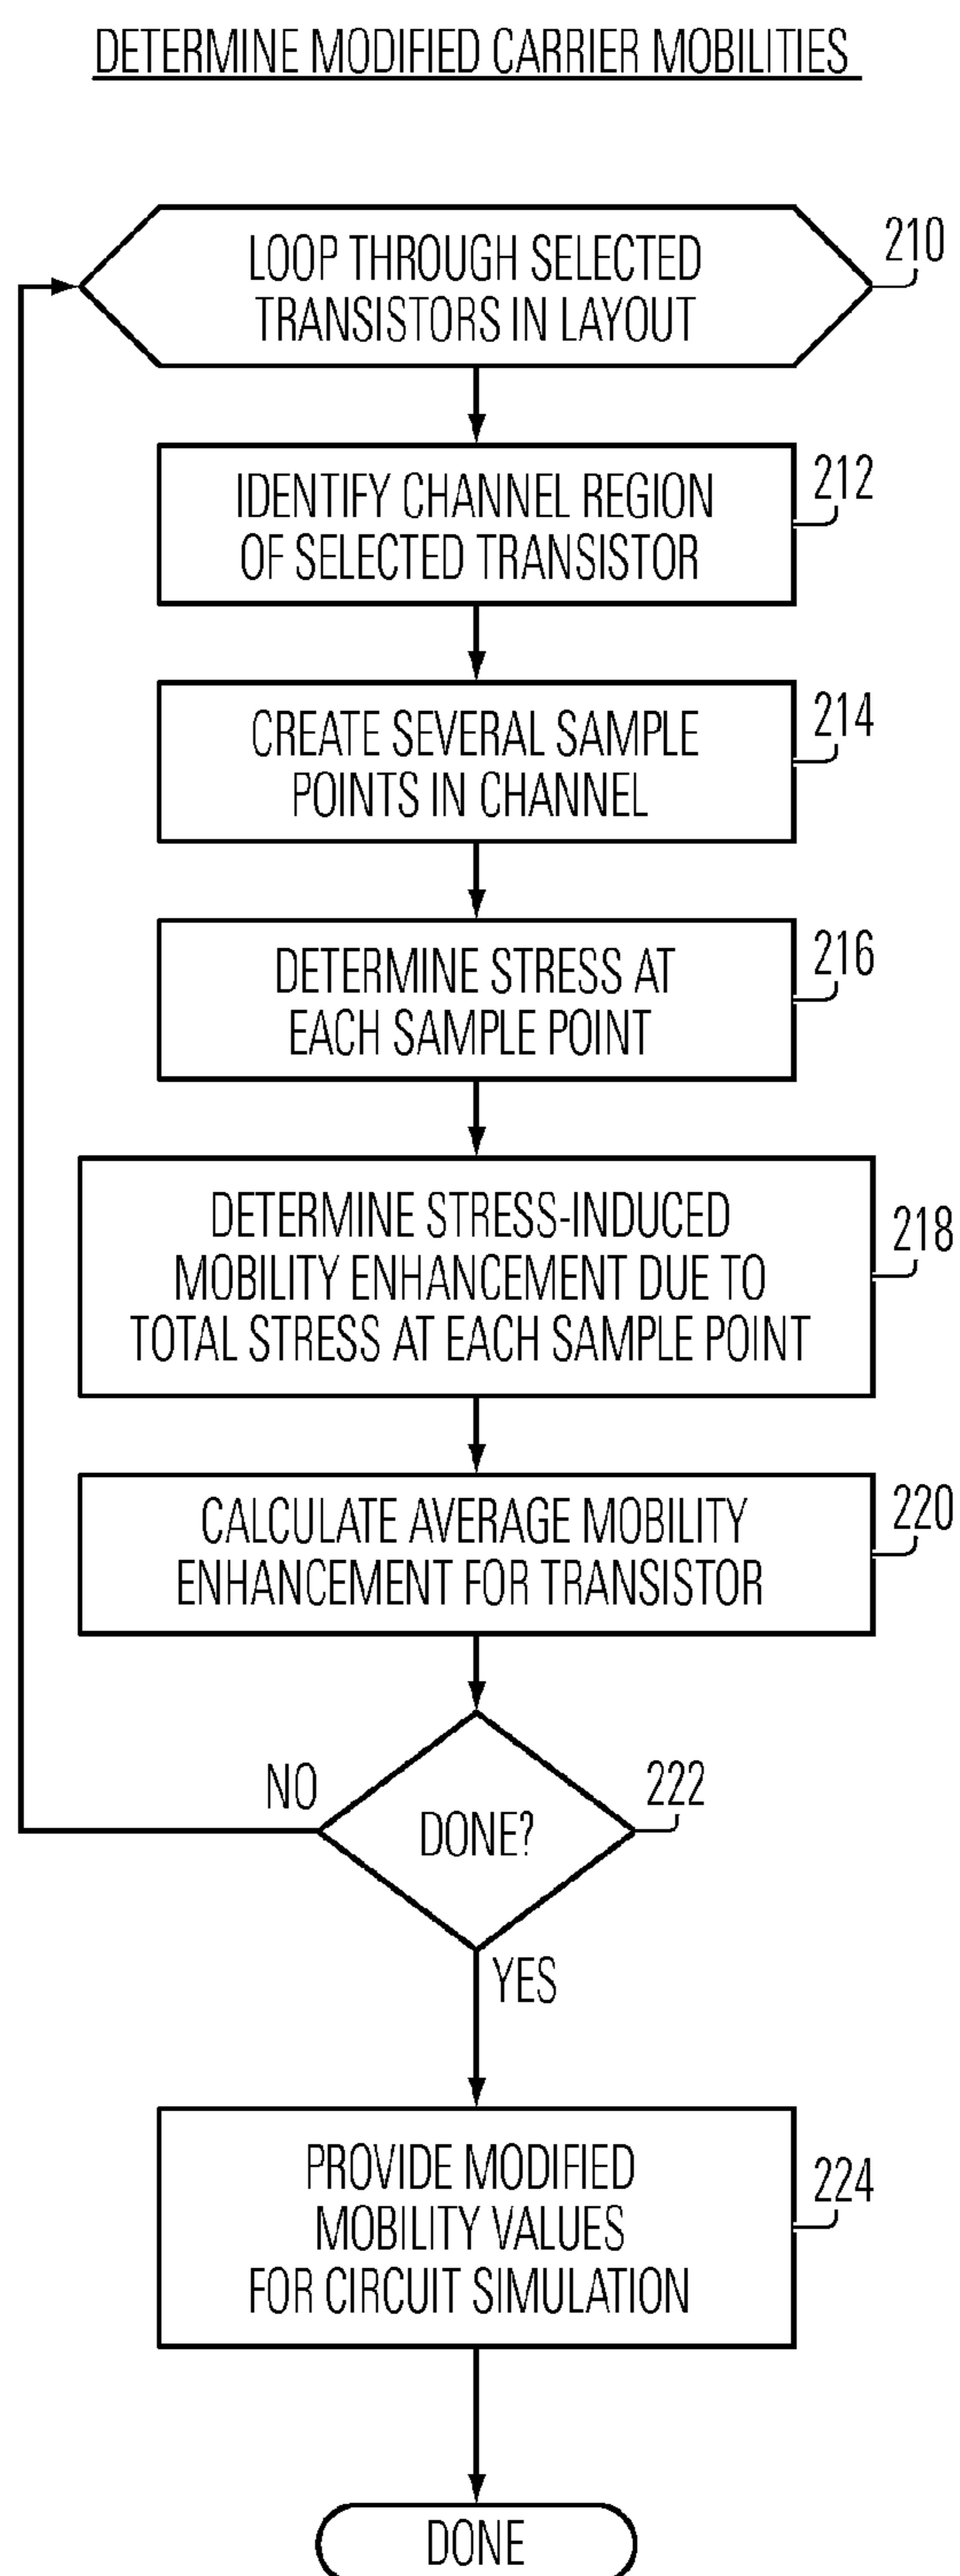 DETERMINE MODIFIED CARRIER MOBILITIES
LOOP THROUGH SELECTED
TRANSISTORS IN LAYOUT
210
IDENTIFY CHANNEL REGION
OF SELECTED TRANSISTOR
212
CREATE SEVERAL SAMPLE
POINTS IN CHANNEL
214
DETERMINE STRESS AT
EACH SAMPLE POINT
216
DETERMINE STRESS-INDUCED
MOBILITY ENHANCEMENT DUE TO
TOTAL STRESS AT EACH SAMPLE POINT
218
CALCULATE AVERAGE MOBILITY
ENHANCEMENT FOR TRANSISTOR
220
NO
DONE?
222
YES
PROVIDE MODIFIED
MOBILITY VALUES
FOR CIRCUIT SIMULATION
224
DONE